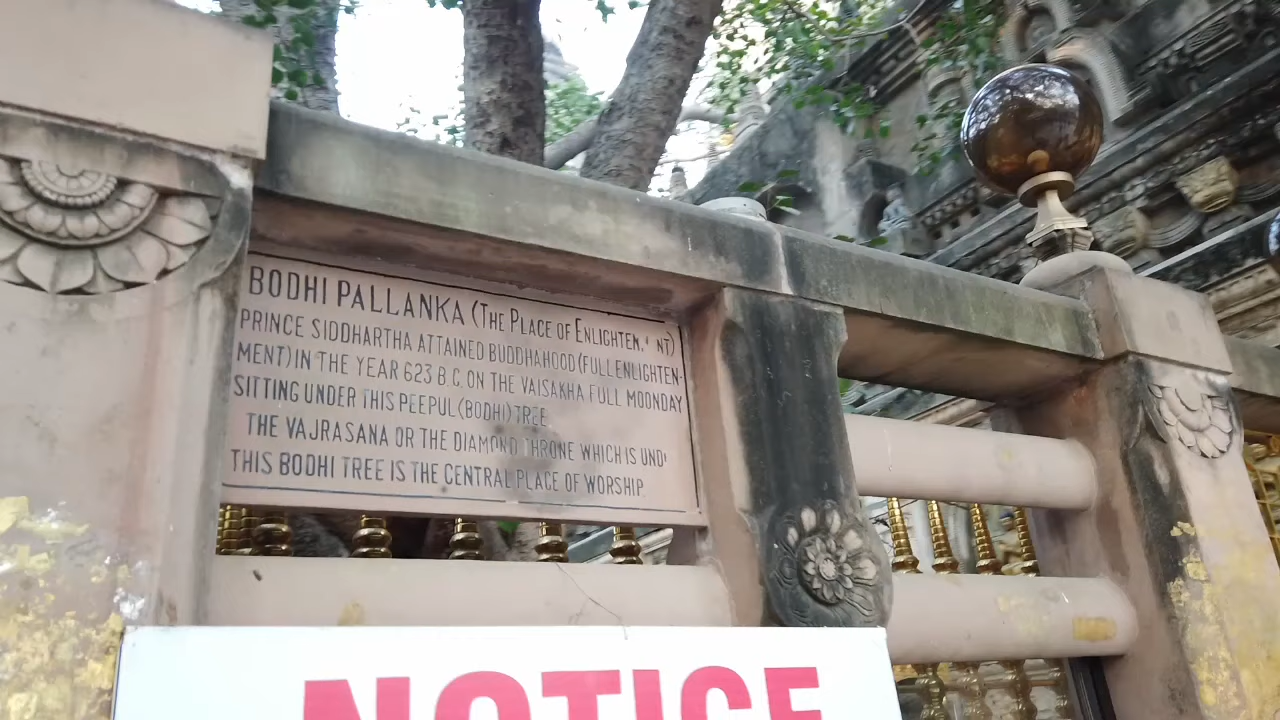 BODHI PALLANKA (THE PLACE OF ENLIGHTEN. NT)
PRINCE SIDDHARTHA ATTAINED BUDDHAHOOD (FULL ENLIGHTEN-
MENT) IN THE YEAR 623 B.C. ON THE VAISAKHA FULL MOONDAY
SITTING UNDER THIS PEEPUL (BODHI) TREE
THE VAJRASANA OR THE DIAMOND THRONE WHICH IS UND
THIS BODHI TREE IS THE CENTRAL PLACE OF WORSHIP.
NOTICE